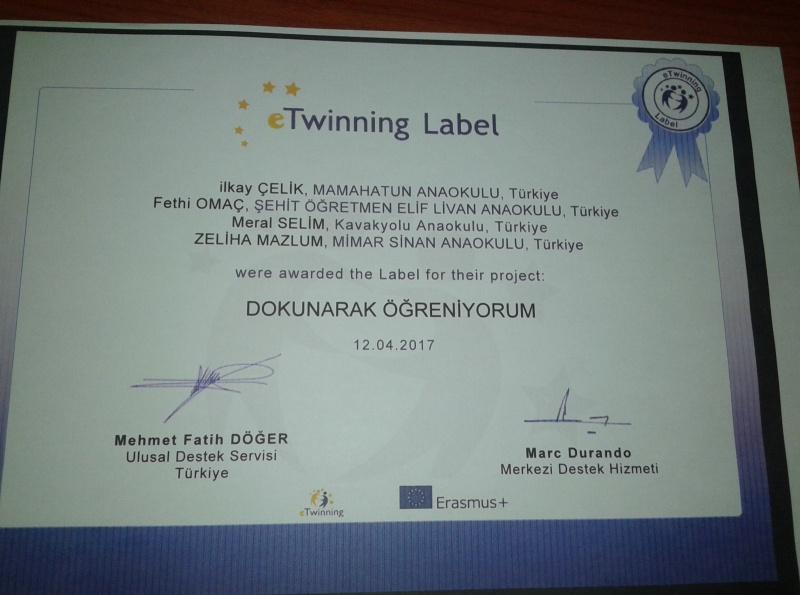 eTwinning Label
eTwinning
Label
ilkay ÇELİK, MAMAHATUN ANAOKULU, Türkiye
Fethi OMAÇ, ŞEHİT ÖĞRETMEN ELIF LİVAN ANAOKULU, Türkiye
Meral SELİM, Kavakyolu Anaokulu, Türkiye
ZELİHA MAZLUM, MİMAR SİNAN ANAOKULU, Türkiye
were awarded the Label for their project:
DOKUNARAK ÖĞRENİYORUM
12.04.2017
Mehmet Fatih DÖĞER
Ulusal Destek Servisi
Türkiye
Marc Durando
Merkezi Destek Hizmeti
eTwinning
Erasmus+